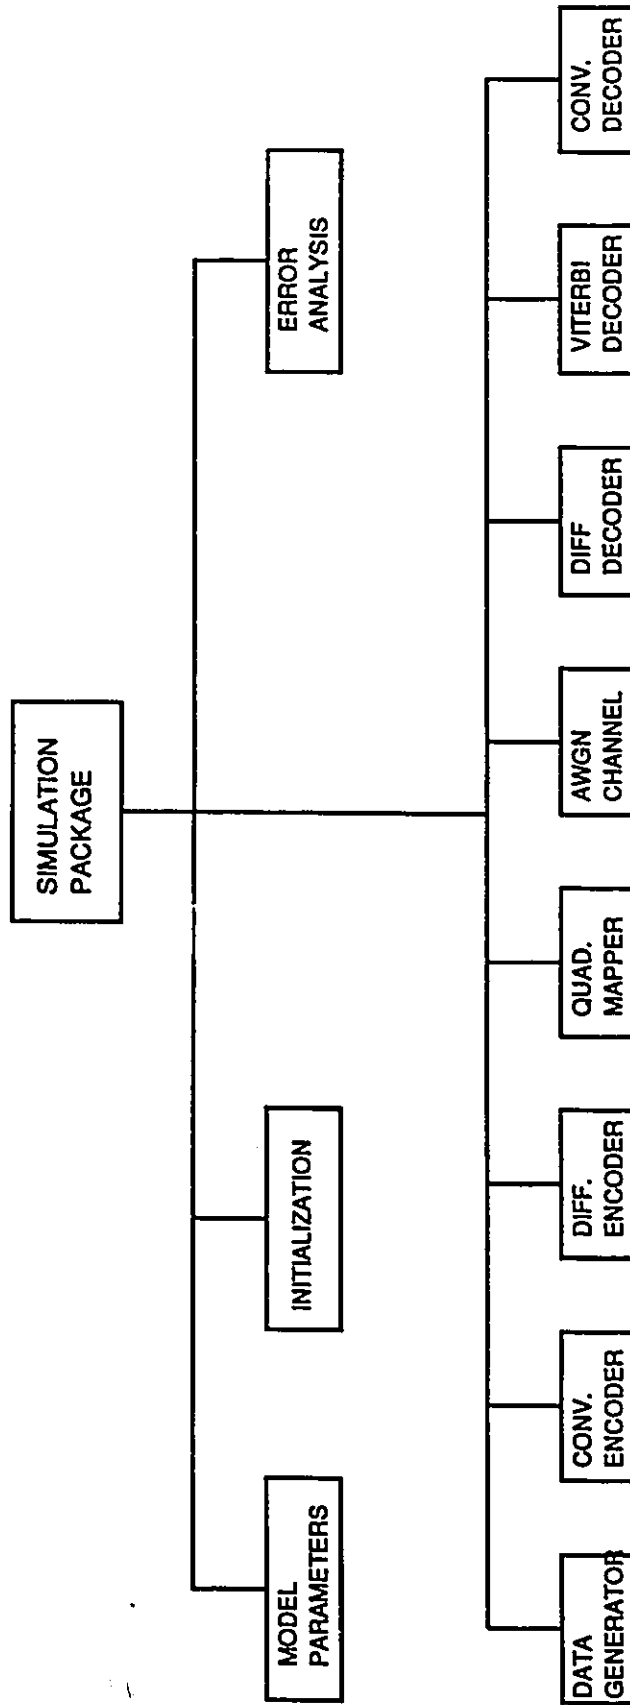 SIMULATION
PACKAGE
MODEL
PARAMETERS
INITIALIZATION
ERROR
ANALYSIS
DATA
GENERATOR
CONV.
ENCODER
DIFF.
ENCODER
QUAD.
MAPPER
AWGN
CHANNEL
DIFF
DECODER
VITERBI
DECODER
CONV.
DECODER